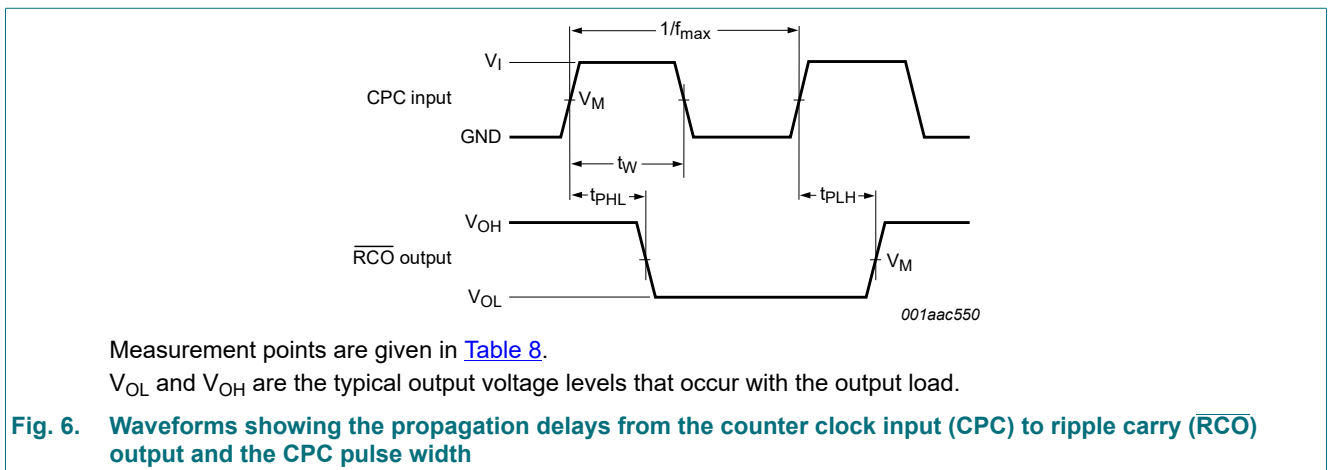 1/fmax
VI
CPC input
VM
GND
tW
tPHL
tPLH
VOH
RCO output
VM
VOL
001aac550
Measurement points are given in Table 8.
VOL and VOH are the typical output voltage levels that occur with the output load.
Fig. 6. Waveforms showing the propagation delays from the counter clock input (CPC) to ripple carry (RCO)
output and the CPC pulse width